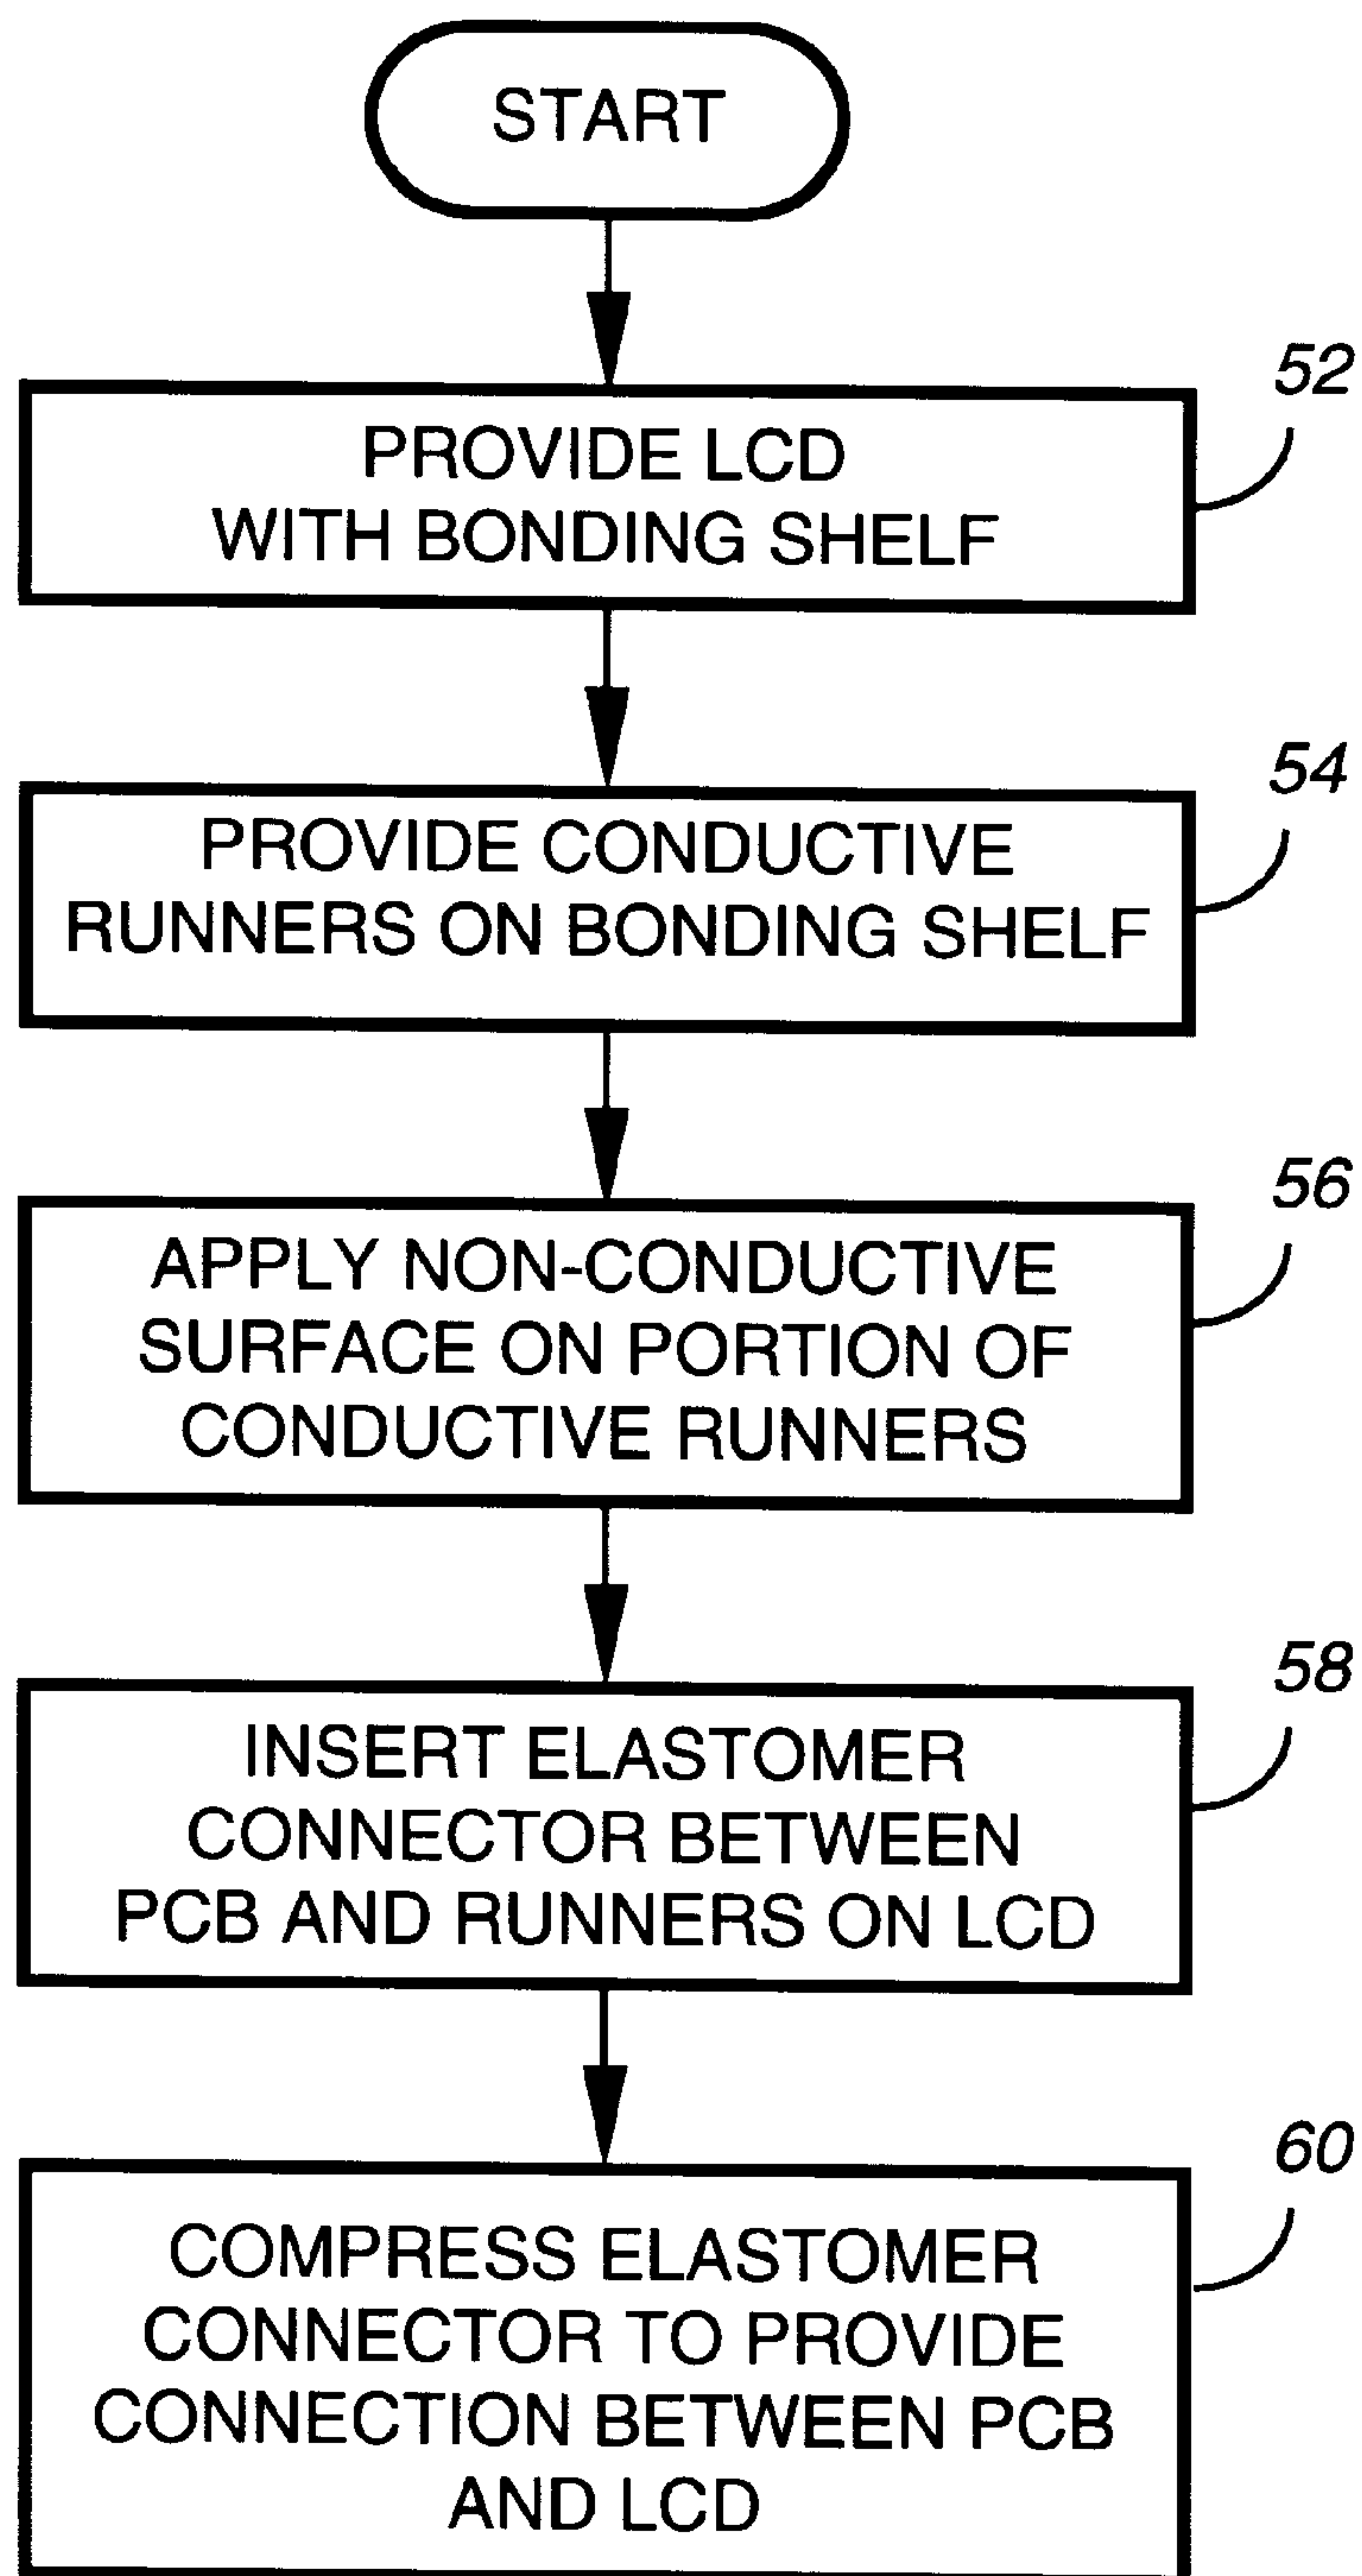 START
52
PROVIDE LCD
WITH BONDING SHELF
54
PROVIDE CONDUCTIVE
RUNNERS ON BONDING SHELF
56
APPLY NON-CONDUCTIVE
SURFACE ON PORTION OF
CONDUCTIVE RUNNERS
58
INSERT ELASTOMER
CONNECTOR BETWEEN
PCB AND RUNNERS ON LCD
60
COMPRESS ELASTOMER
CONNECTOR TO PROVIDE
CONNECTION BETWEEN PCB
AND LCD